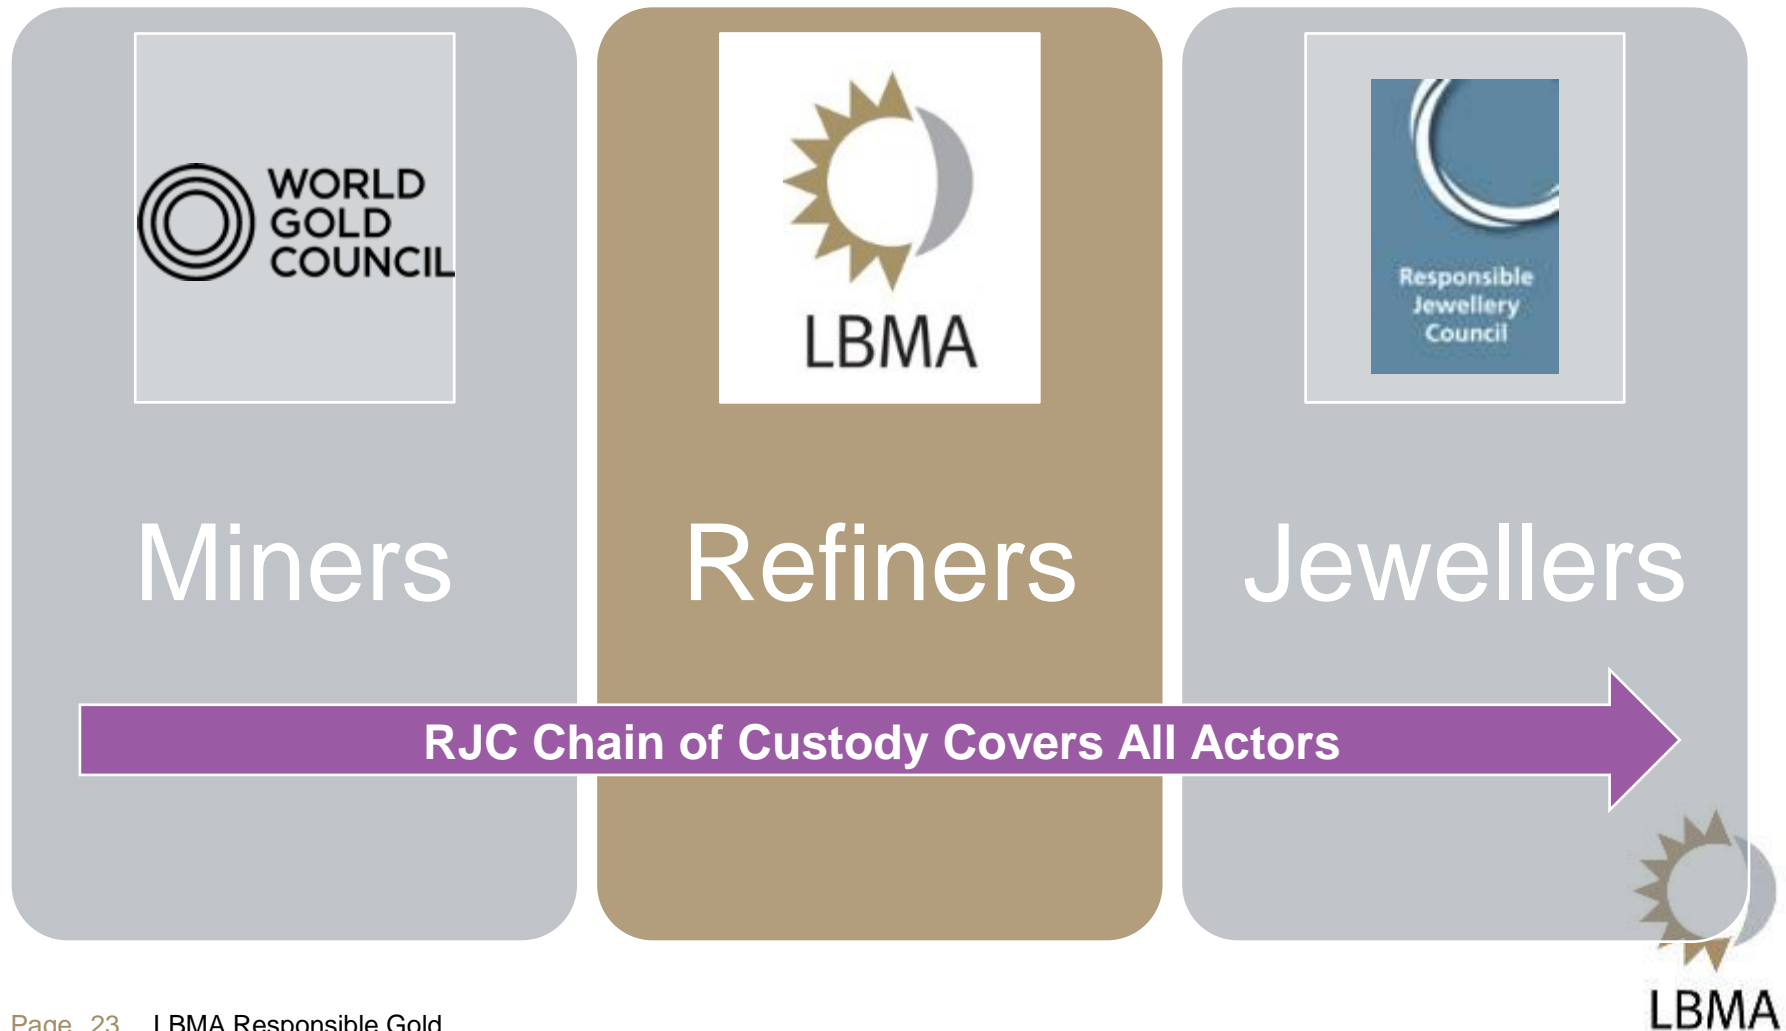 WORLD
GOLD
COUNCIL
LBMA
Responsible
Jewellery
Council
Miners
Refiners
Jewellers
RJC Chain of Custody Covers All Actors
LBMA
Page 23 LBMA Responsible Gold